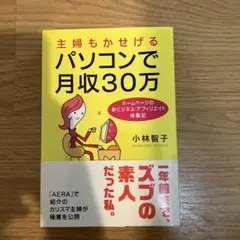 主婦もかせげる
パソコンで
月収30万
ホームページの
新ビジネス・アフィリエイト
体験記
小林智子
一年前まで、
ズブの
素人
だった私。
「AERA」で
紹介の
カリスマ主婦が
極意を公開